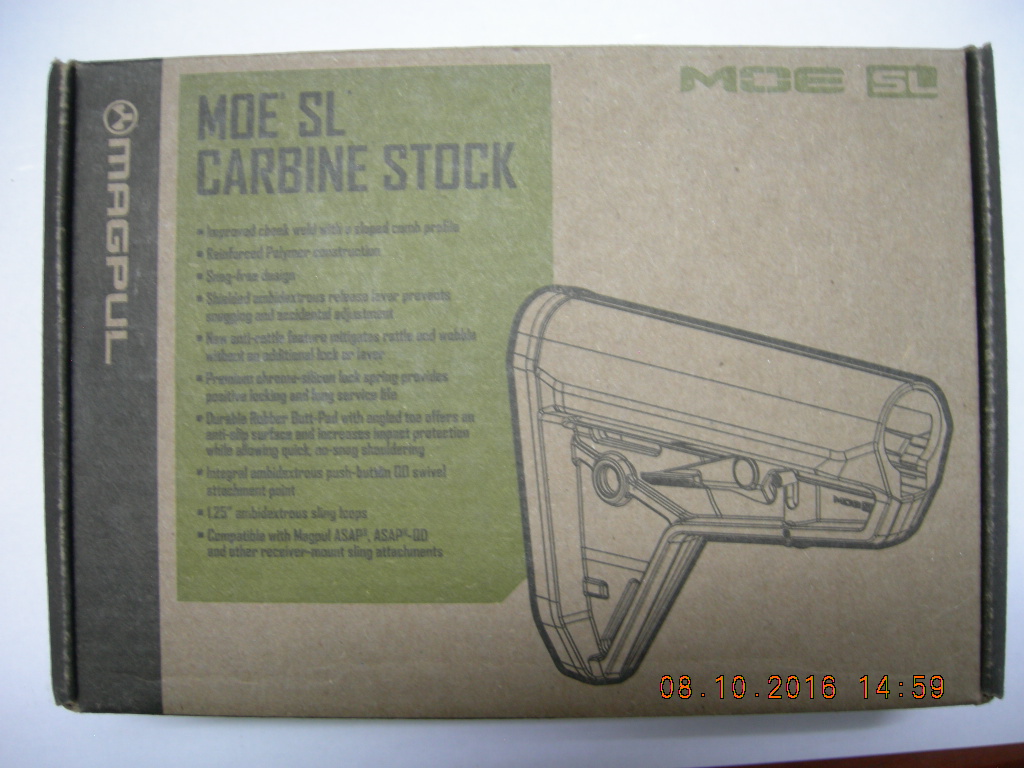 MAGPUL
MOE® SL
CARBINE STOCK
▪ Improved cheek weld with a sloped comb profile
▪ Reinforced Polymer construction
▪ Snag-free design
▪ Shielded ambidextrous release lever prevents
snagging and accidental adjustment
▪ New anti-rattle feature mitigates rattle and wobble
without an additional lock or lever
▪ Premium chrome-silicon lock spring provides
positive locking and long service life
▪ Durable Rubber Butt-Pad with angled toe offers an
anti-slip surface and increases impact protection
while allowing quick, no-snag shouldering
▪ Integral ambidextrous push-button QD swivel
attachment point
▪ 1.25" ambidextrous sling loops
▪ Compatible with Magpul ASAP®, ASAP®-QD
and other receiver-mount sling attachments
MOE SL
MOE SL
08.10.2016 14:59